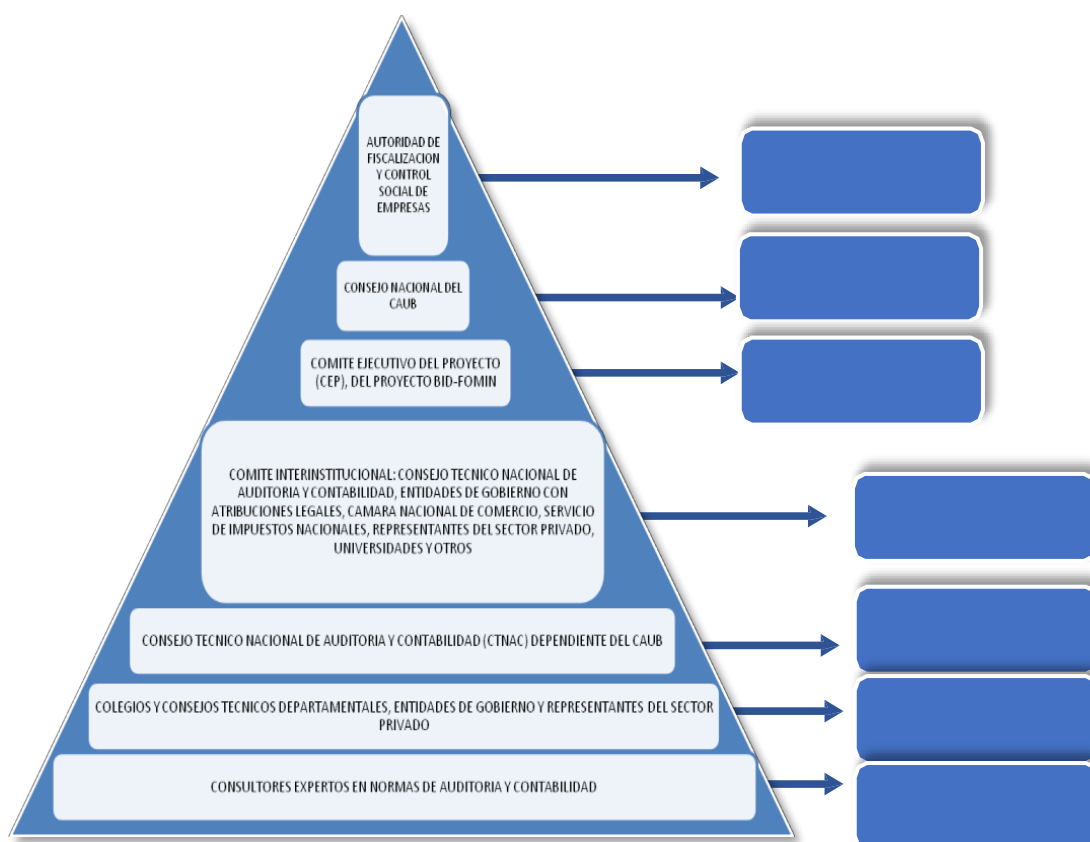 AUTORIDAD DE
FISCALIZACION
Y CONTROL
SOCIAL DE
EMPRESAS
CONSEJO NACIONAL DEL
CAUB
COMITE EJECUTIVO DEL PROYECTO
(CEP), DEL PROYECTO BID-FOMIN
COMITE INTERINSTITUCIONAL: CONSEJO TECNICO NACIONAL DE
AUDITORIA Y CONTABILIDAD, ENTIDADES DE GOBIERNO CON
ATRIBUCIONES LEGALES, CAMARA NACIONAL DE COMERCIO, SERVICIO
DE IMPUESTOS NACIONALES, REPRESENTANTES DEL SECTOR PRIVADO,
UNIVERSIDADES Y OTROS
CONSEJO TECNICO NACIONAL DE AUDITORIA Y CONTABILIDAD (CTNAC) DEPENDIENTE DEL CAUB
COLEGIOS Y CONSEJOS TECNICOS DEPARTAMENTALES, ENTIDADES DE GOBIERNO Y REPRESENTANTES DEL SECTOR
PRIVADO
CONSULTORES EXPERTOS EN NORMAS DE AUDITORIA Y CONTABILIDAD